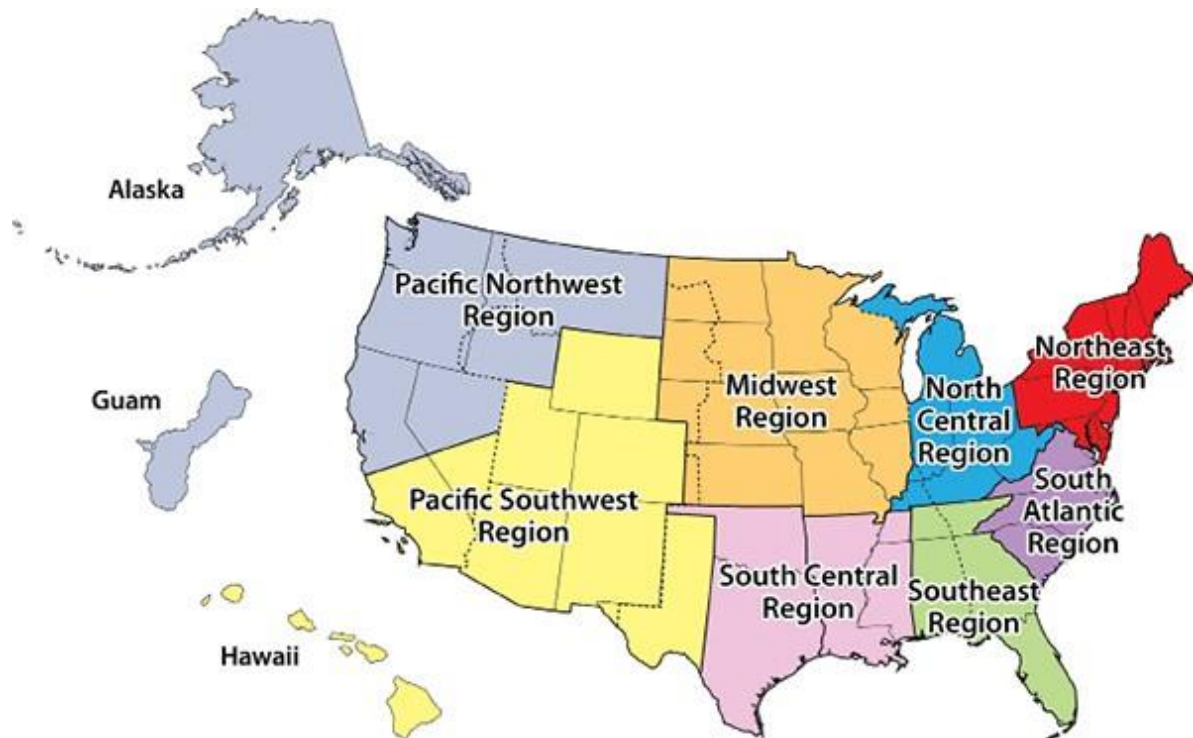 Alaska
Pacific Northwest
Region
Northeast
Region
Guam
Midwest
Region
North
Central
Region
Pacific Southwest
Region
South
Atlantic
Region
South Central
Region
Southeast
Region
Hawaii